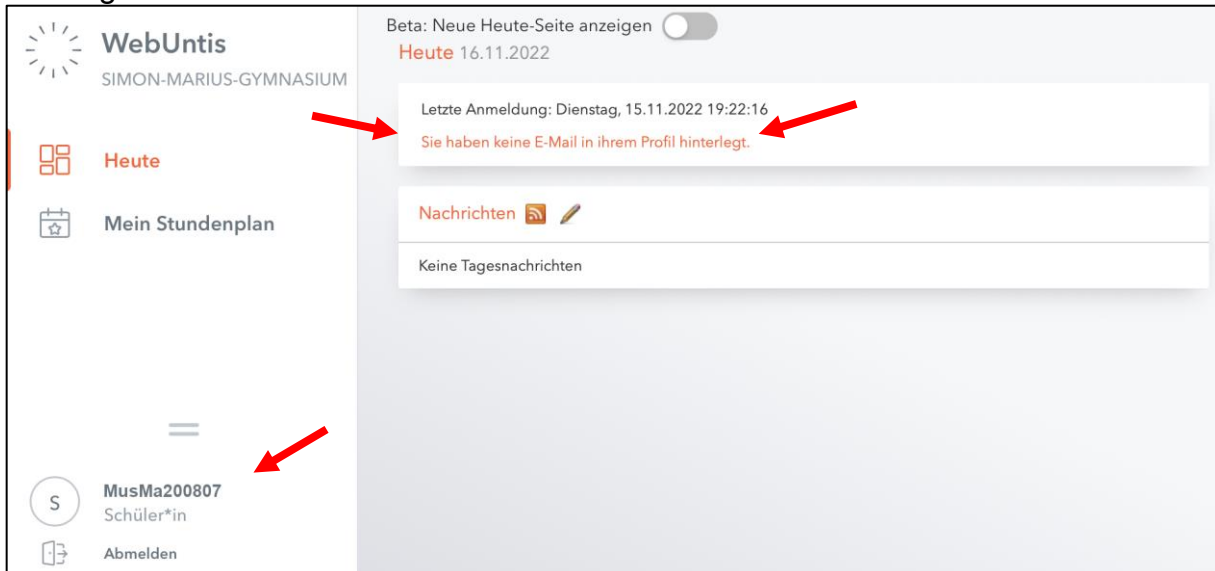 WebUntis
SIMON-MARIUS-GYMNASIUM
Heute
Mein Stundenplan
MusMa200807
S
Schüler*in
Abmelden
Beta: Neue Heute-Seite anzeigen
Heute 16.11.2022
Letzte Anmeldung: Dienstag, 15.11.2022 19:22:16
Sie haben keine E-Mail in ihrem Profil hinterlegt.
Nachrichten
Keine Tagesnachrichten